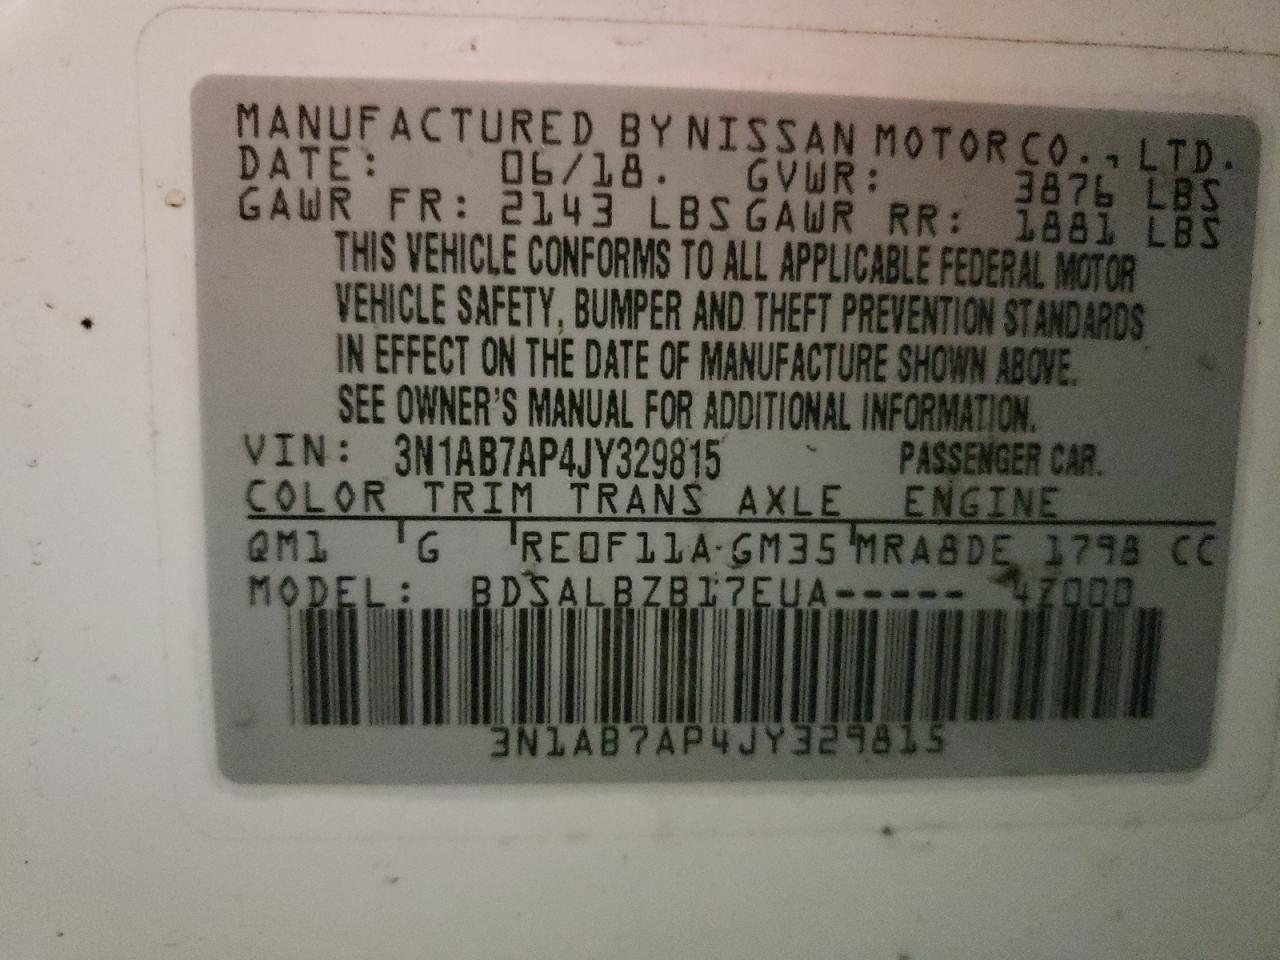 MANUFACTURED BY NISSAN MOTOR CO., LTD.
DATE: 06/18. GVWR: 3876 LBS
GAWR FR: 2143 LBS GAWR RR: 1881 LBS
THIS VEHICLE CONFORMS TO ALL APPLICABLE FEDERAL MOTOR
VEHICLE SAFETY, BUMPER AND THEFT PREVENTION STANDARDS
IN EFFECT ON THE DATE OF MANUFACTURE SHOWN ABOVE.
SEE OWNER'S MANUAL FOR ADDITIONAL INFORMATION.
VIN: 3N1AB7AP4JY329815 PASSENGER CAR.
COLOR TRIM TRANS AXLE ENGINE
QM1 G RE0F11A GM35 MRA8DE 1798 CC
MODEL: BDSALBZB17EUA----- 4Z000
3N1AB7AP4JY329815